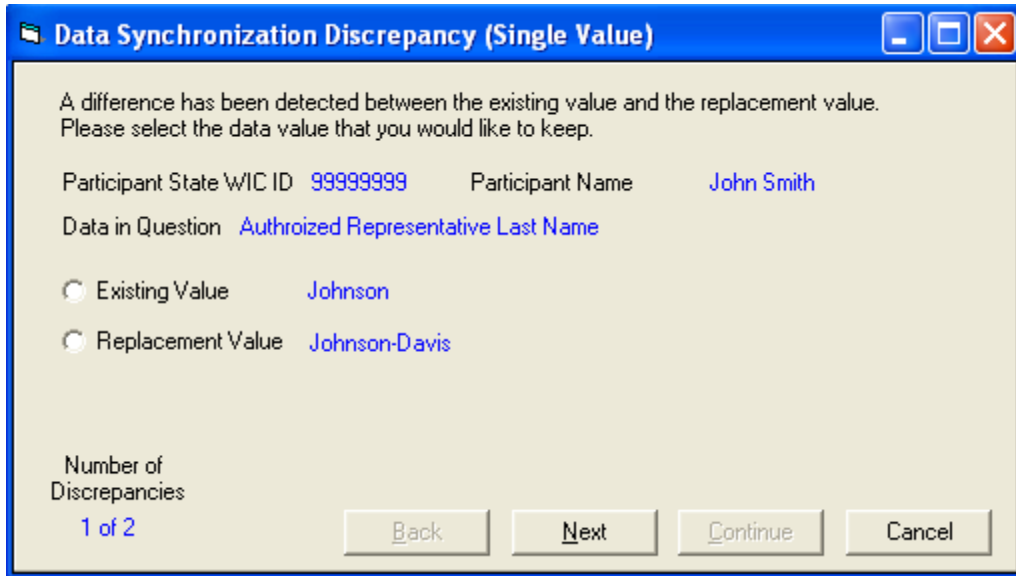 Data Synchronization Discrepancy (Single Value)
A difference has been detected between the existing value and the replacement value.
Please select the data value that you would like to keep.
Participant State WIC ID 99999999 Participant Name John Smith
Data in Question Authroized Representative Last Name
Existing Value Johnson
Replacement Value Johnson-Davis
Number of
Discrepancies
1 of 2 Back Next Continue Cancel